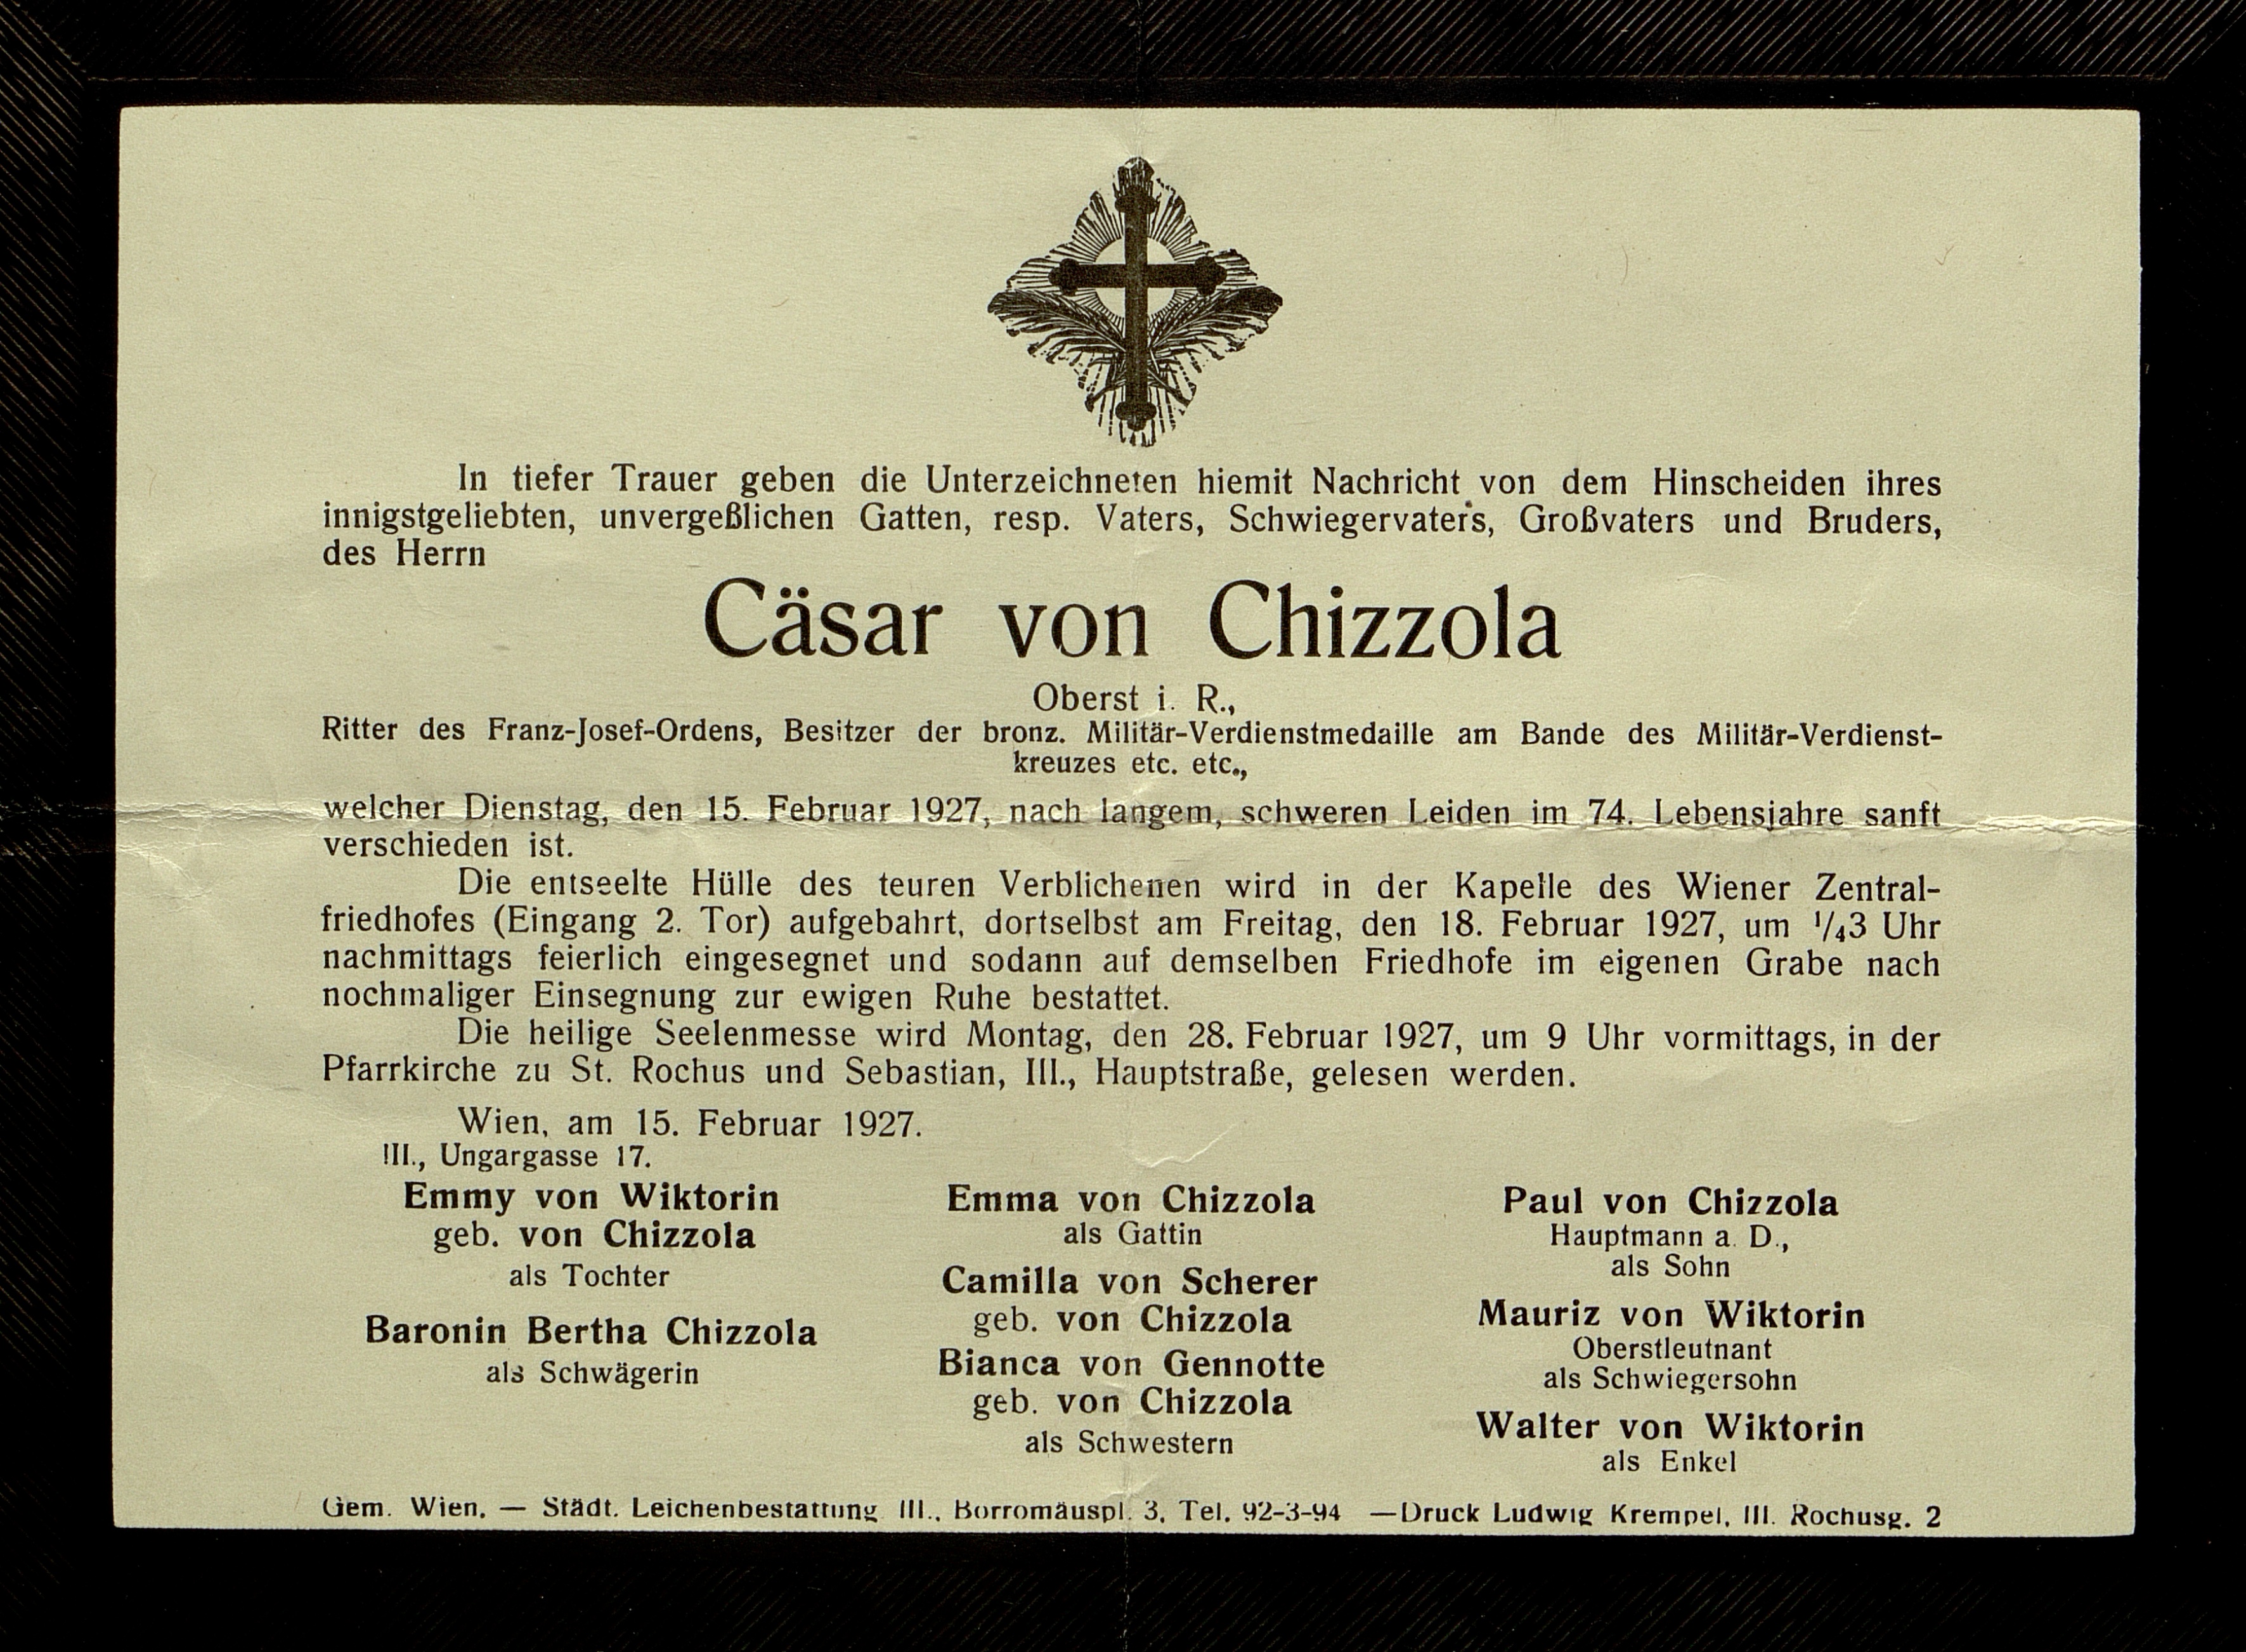 In tiefer Trauer geben die Unterzeichneten hiemit Nachricht von dem Hinscheiden ihres
innigstgeliebten, unvergeßlichen Gatten, resp. Vaters, Schwiegervaters, Großvaters und Bruders,
des Herrn
Cäsar von Chizzola
Oberst i. R.,
Ritter des Franz-Josef-Ordens, Besitzer der bronz. Militär-Verdienstmedaille am Bande des Militär-Verdienst-
kreuzes etc. etc.,
welcher Dienstag, den 15. Februar 1927, nach langem, schweren Leiden im 74. Lebensjahre sanft
verschieden ist.
Die entseelte Hülle des teuren Verblichenen wird in der Kapelle des Wiener Zentral-
friedhofes (Eingang 2. Tor) aufgebahrt, dortselbst am Freitag, den 18. Februar 1927, um 1/43 Uhr
nachmittags feierlich eingesegnet und sodann auf demselben Friedhofe im eigenen Grabe nach
nochmaliger Einsegnung zur ewigen Ruhe bestattet.
Die heilige Seelenmesse wird Montag, den 28. Februar 1927, um 9 Uhr vormittags, in der
Pfarrkirche zu St. Rochus und Sebastian, III., Hauptstraße, gelesen werden.
Wien, am 15. Februar 1927.
III., Ungargasse 17.
Emmy von Wiktorin
geb. von Chizzola
als Tochter
Baronin Bertha Chizzola
als Schwägerin
Emma von Chizzola
als Gattin
Camilla von Scherer
geb. von Chizzola
Bianca von Gennotte
geb. von Chizzola
als Schwestern
Paul von Chizzola
Hauptmann a. D.,
als Sohn
Mauriz von Wiktorin
Oberstleutnant
als Schwiegersohn
Walter von Wiktorin
als Enkel
Gem. Wien. — Städt. Leichenbestattung III., Borromäuspl. 3, Tel. 92-3-94 —Druck Ludwig Krempel, III. Rochusg. 2